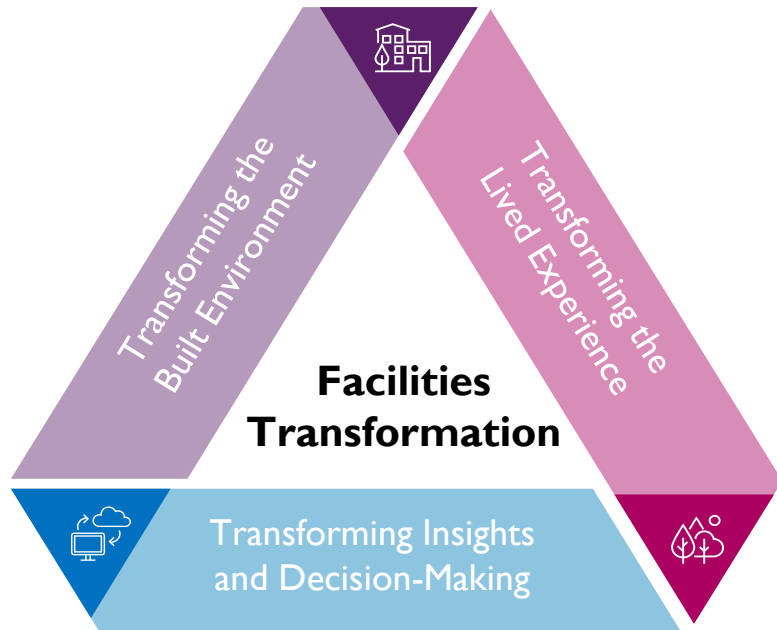 Transforming the
Built Environment
Transforming the
Lived Experience
Facilities
Transformation
Transforming Insights
and Decision-Making